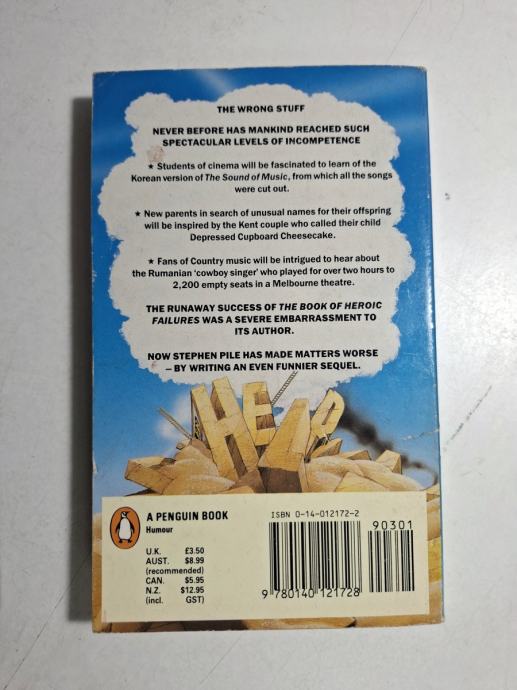 THE WRONG STUFF
NEVER BEFORE HAS MANKIND REACHED SUCH
SPECTACULAR LEVELS OF INCOMPETENCE
★ Students of cinema will be fascinated to learn of the
Korean version of The Sound of Music, from which all the songs
were cut out.
★ New parents in search of unusual names for their offspring
will be inspired by the Kent couple who called their child
Depressed Cupboard Cheesecake.
★ Fans of Country music will be intrigued to hear about
the Rumanian 'cowboy singer' who played for over two hours to
2,200 empty seats in a Melbourne theatre.
THE RUNAWAY SUCCESS OF THE BOOK OF HEROIC
FAILURES WAS A SEVERE EMBARRASSMENT TO
ITS AUTHOR.
NOW STEPHEN PILE HAS MADE MATTERS WORSE
– BY WRITING AN EVEN FUNNIER SEQUEL.
A PENGUIN BOOK
Humour
U.K. £3.50
AUST. $8.99
(recommended)
CAN. $5.95
N.Z. $12.95
(incl. GST)
ISBN 0-14-012172-2
90301
9 780140 121728